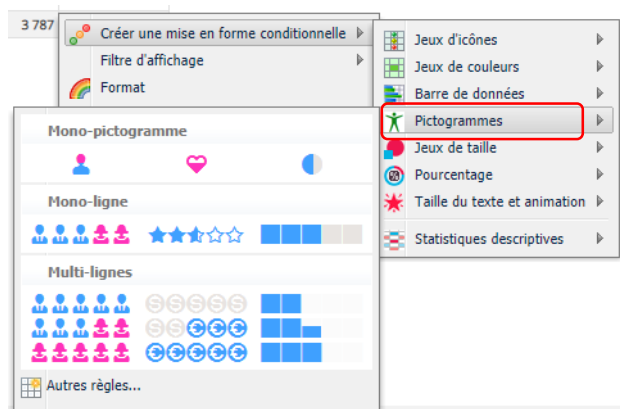 3 787
Créer une mise en forme conditionnelle
Filtre d'affichage
Format
Jeux d'icônes
Jeux de couleurs
Barre de données
Pictogrammes
Jeux de taille
Pourcentage
Taille du texte et animation
Statistiques descriptives
Mono-pictogramme
Mono-ligne
Multi-lignes
Autres règles...